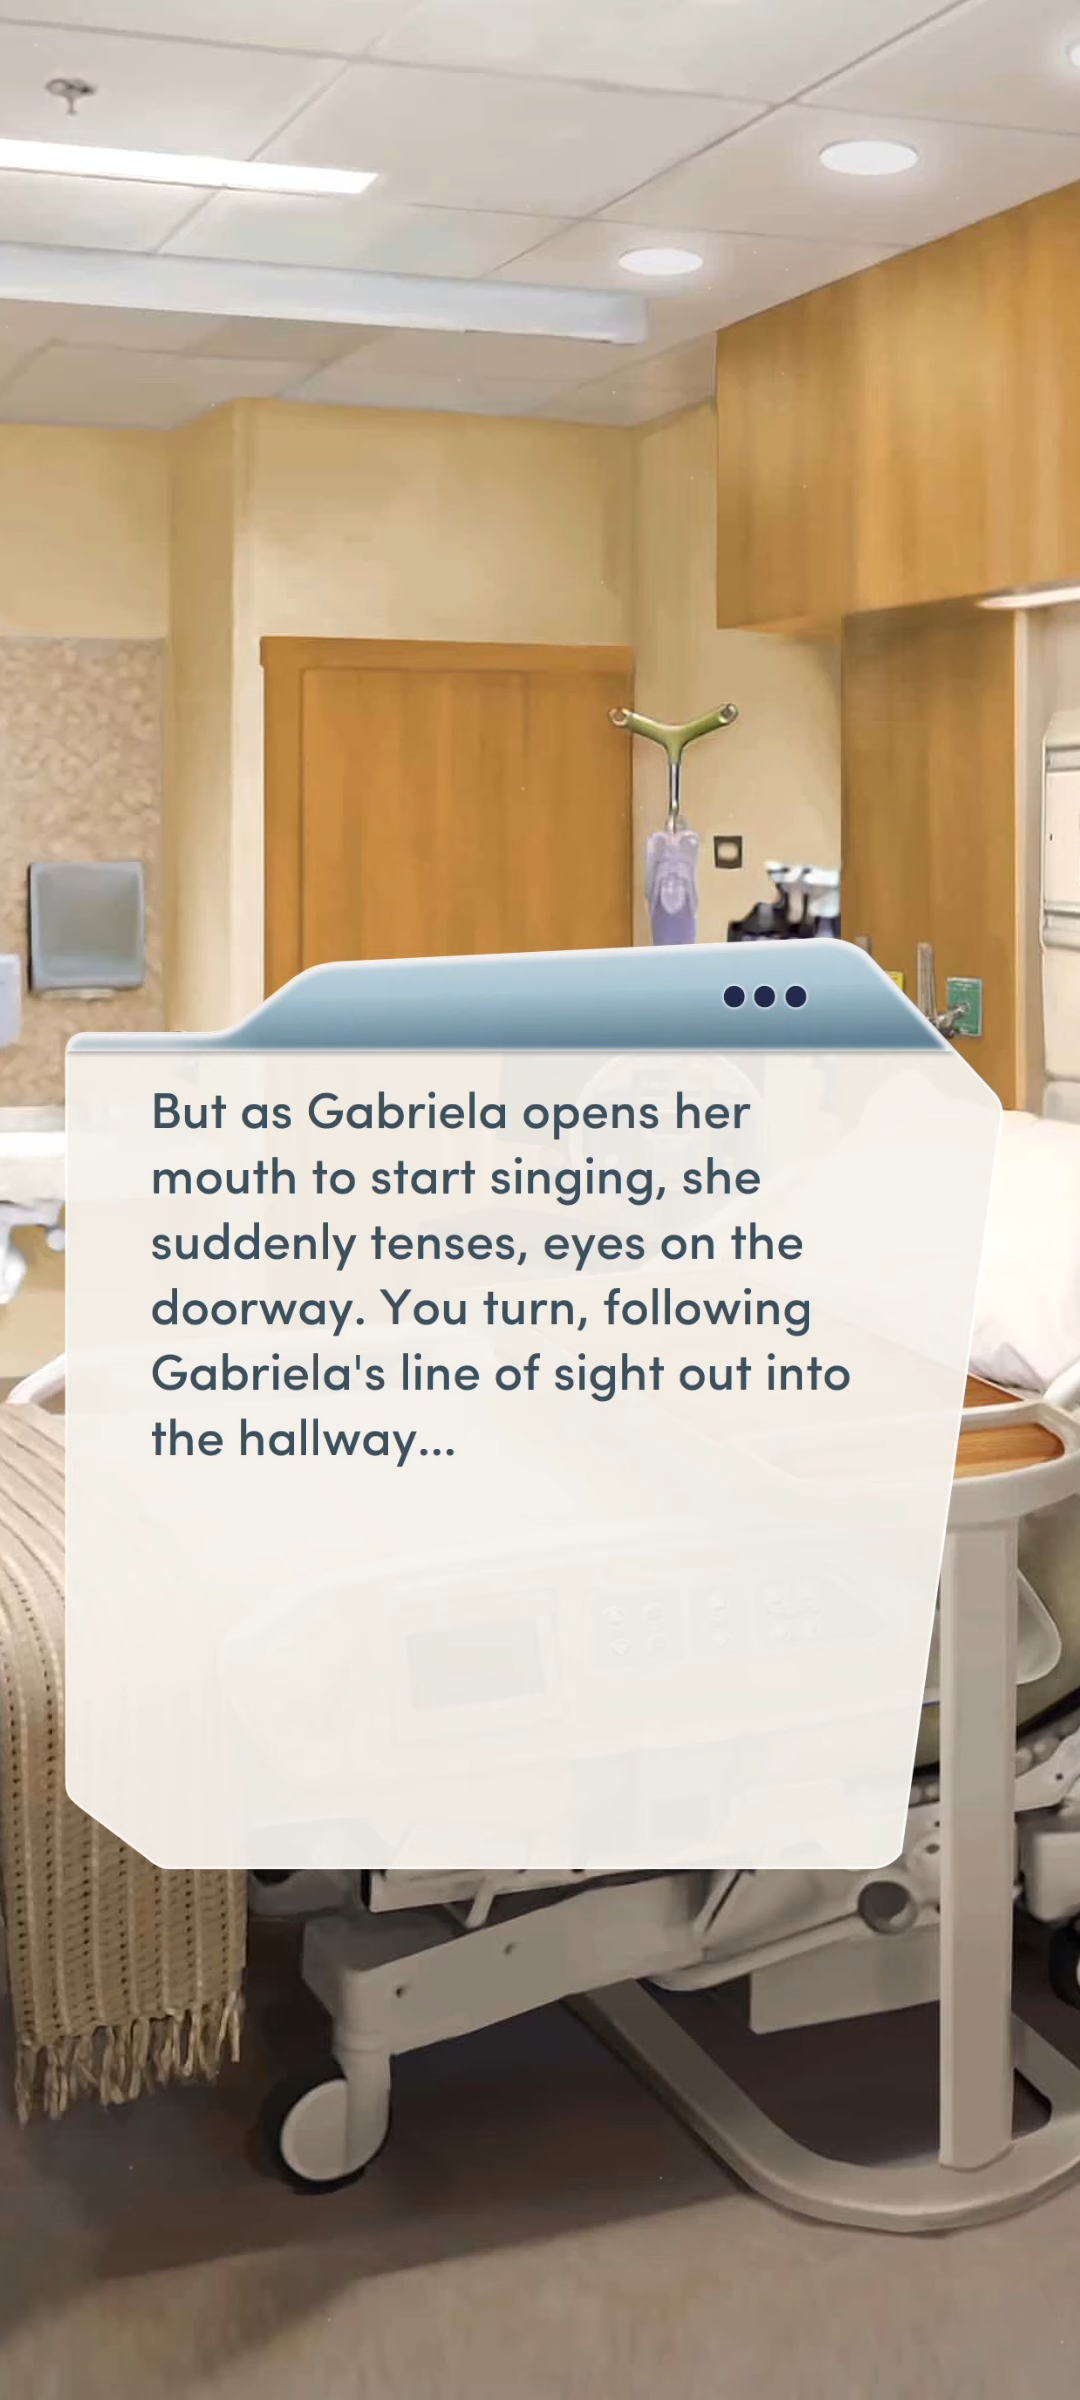 But as Gabriela opens her
mouth to start singing, she
suddenly tenses, eyes on the
doorway. You turn, following
Gabriela's line of sight out into
the hallway...